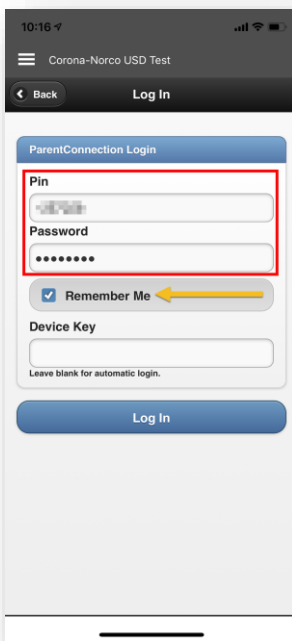 10:16
Corona-Norco USD Test
Back
Log In
ParentConnection Login
Pin
Password
Remember Me
Device Key
Leave blank for automatic login.
Log In